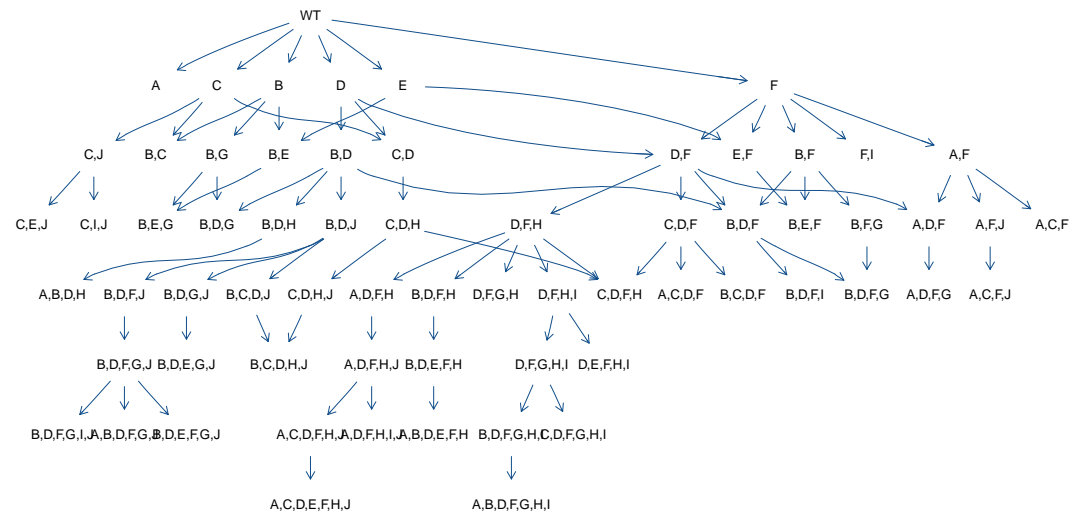 WT
A C B D E F
C,J B,C B,G B,E B,D C,D D,F E,F B,F F,I A,F
C,E,J C,I,J B,E,G B,D,G B,D,H B,D,J C,D,H D,F,H C,D,F B,D,F B,E,F B,F,G A,D,F A,F,J A,C,F
A,B,D,H B,D,F,J B,D,G,J B,C,D,J C,D,H,J A,D,F,H B,D,F,H D,F,G,H D,F,H,I C,D,F,H A,C,D,F B,C,D,F B,D,F,I B,D,F,G A,D,F,G A,C,F,J
B,D,F,G,J B,D,E,G,J B,C,D,H,J A,D,F,H,J B,D,E,F,H D,F,G,H,I D,E,F,H,I
B,D,F,G,I,J A,B,D,F,G,J B,D,E,F,G,J A,C,D,F,H,J A,D,F,H,I,J A,B,D,E,F,H B,D,F,G,H,I C,D,F,G,H,I
A,C,D,E,F,H,J A,B,D,F,G,H,I